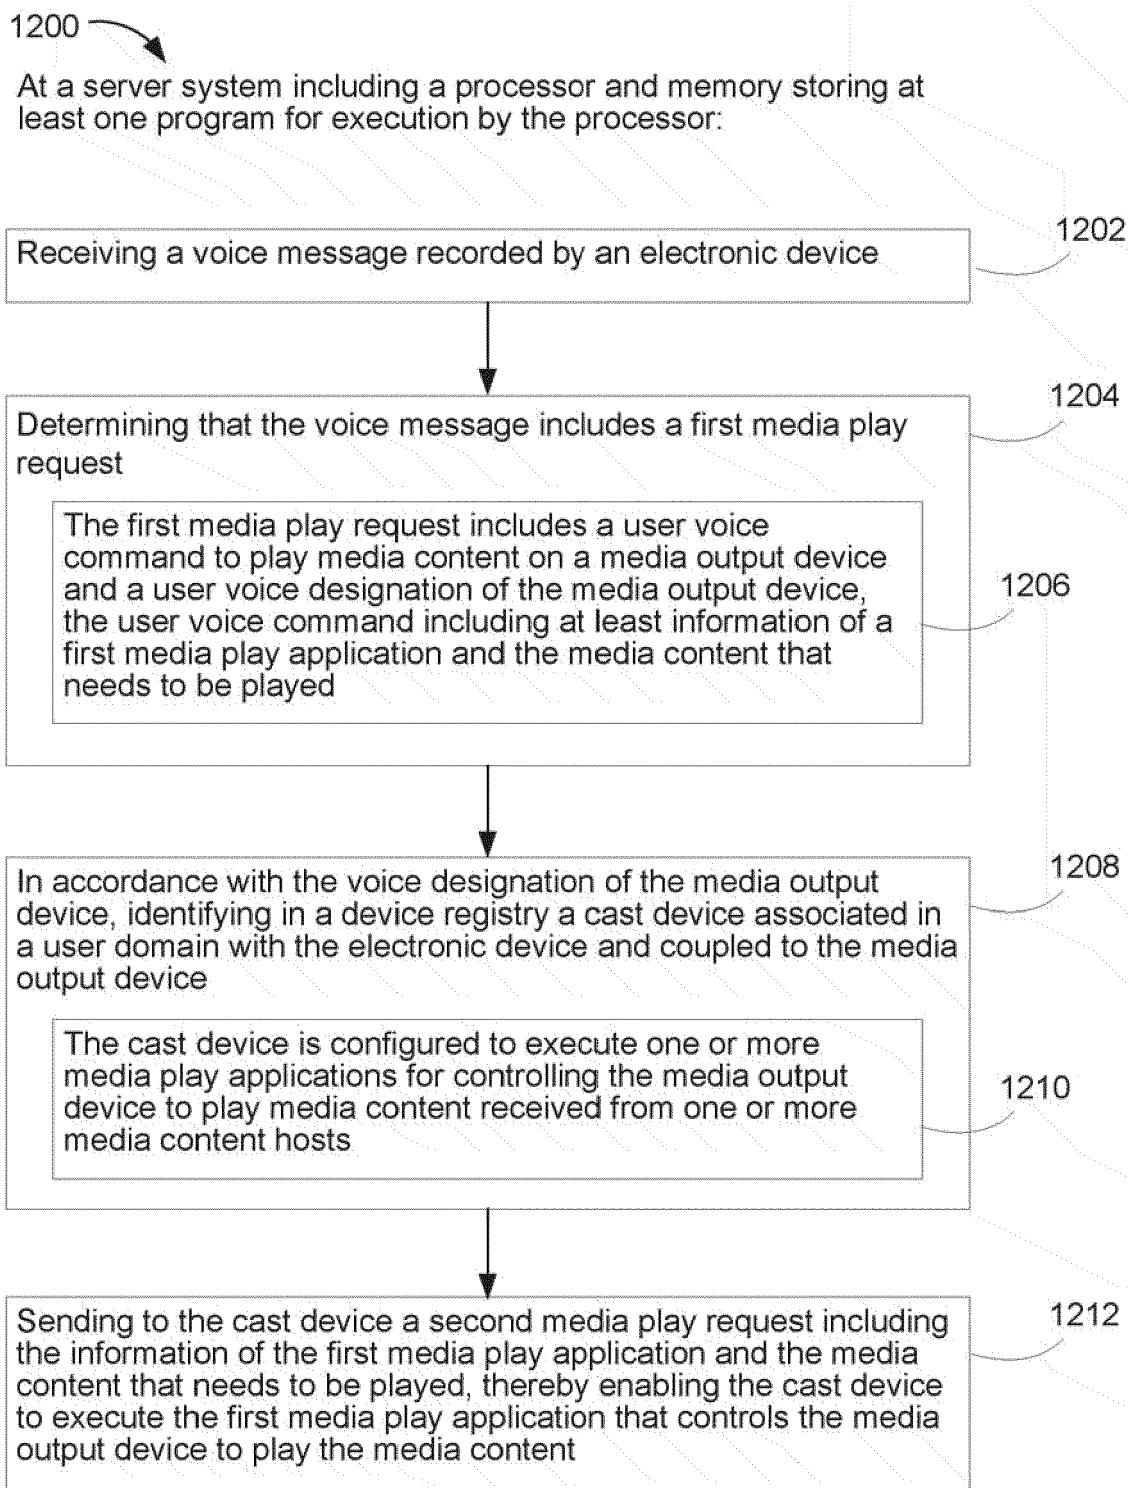 1200
At a server system including a processor and memory storing at
least one program for execution by the processor:
1202
Receiving a voice message recorded by an electronic device
1204
Determining that the voice message includes a first media play
request
The first media play request includes a user voice
command to play media content on a media output device
and a user voice designation of the media output device,
the user voice command including at least information of a
first media play application and the media content that
needs to be played
1206
1208
In accordance with the voice designation of the media output
device, identifying in a device registry a cast device associated in
a user domain with the electronic device and coupled to the media
output device
The cast device is configured to execute one or more
media play applications for controlling the media output
device to play media content received from one or more
media content hosts
1210
1212
Sending to the cast device a second media play request including
the information of the first media play application and the media
content that needs to be played, thereby enabling the cast device
to execute the first media play application that controls the media
output device to play the media content